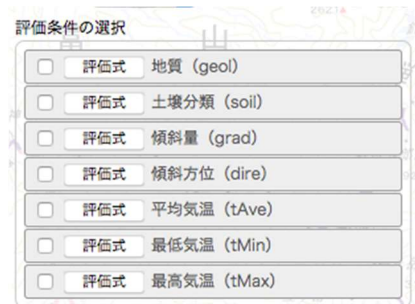 評価条件の選択
評価式 地質（geol）
評価式 土壌分類（soil）
評価式 傾斜量（grad）
評価式 傾斜方位（dire）
評価式 平均気温（tAve）
評価式 最低気温（tMin）
評価式 最高気温（tMax）